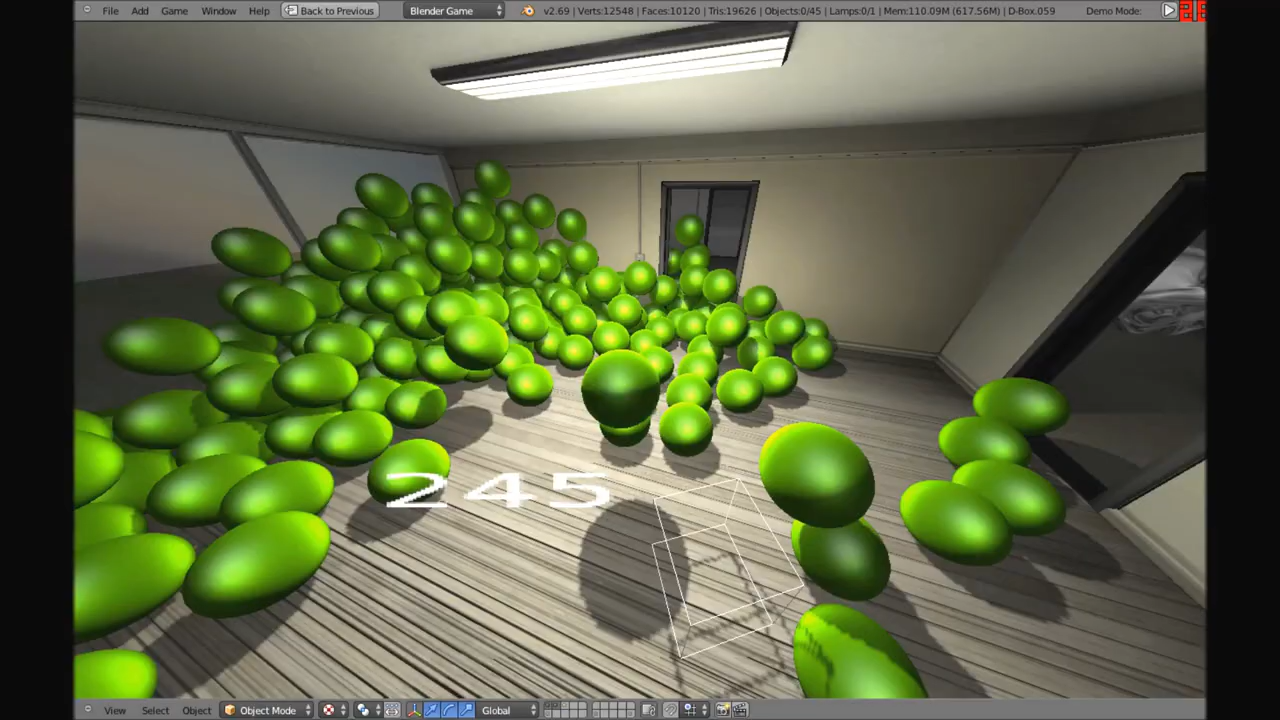 File Add Game Window Help Back to Previous Blender Game v2.69 | Verts:12548 | Faces:10120 | Tris:19626 | Objects:0/45 | Lamps:0/1 | Mem:110.09M (617.56M) | D-Box.059 Demo Mode:
245
View Select Object Object Mode Global